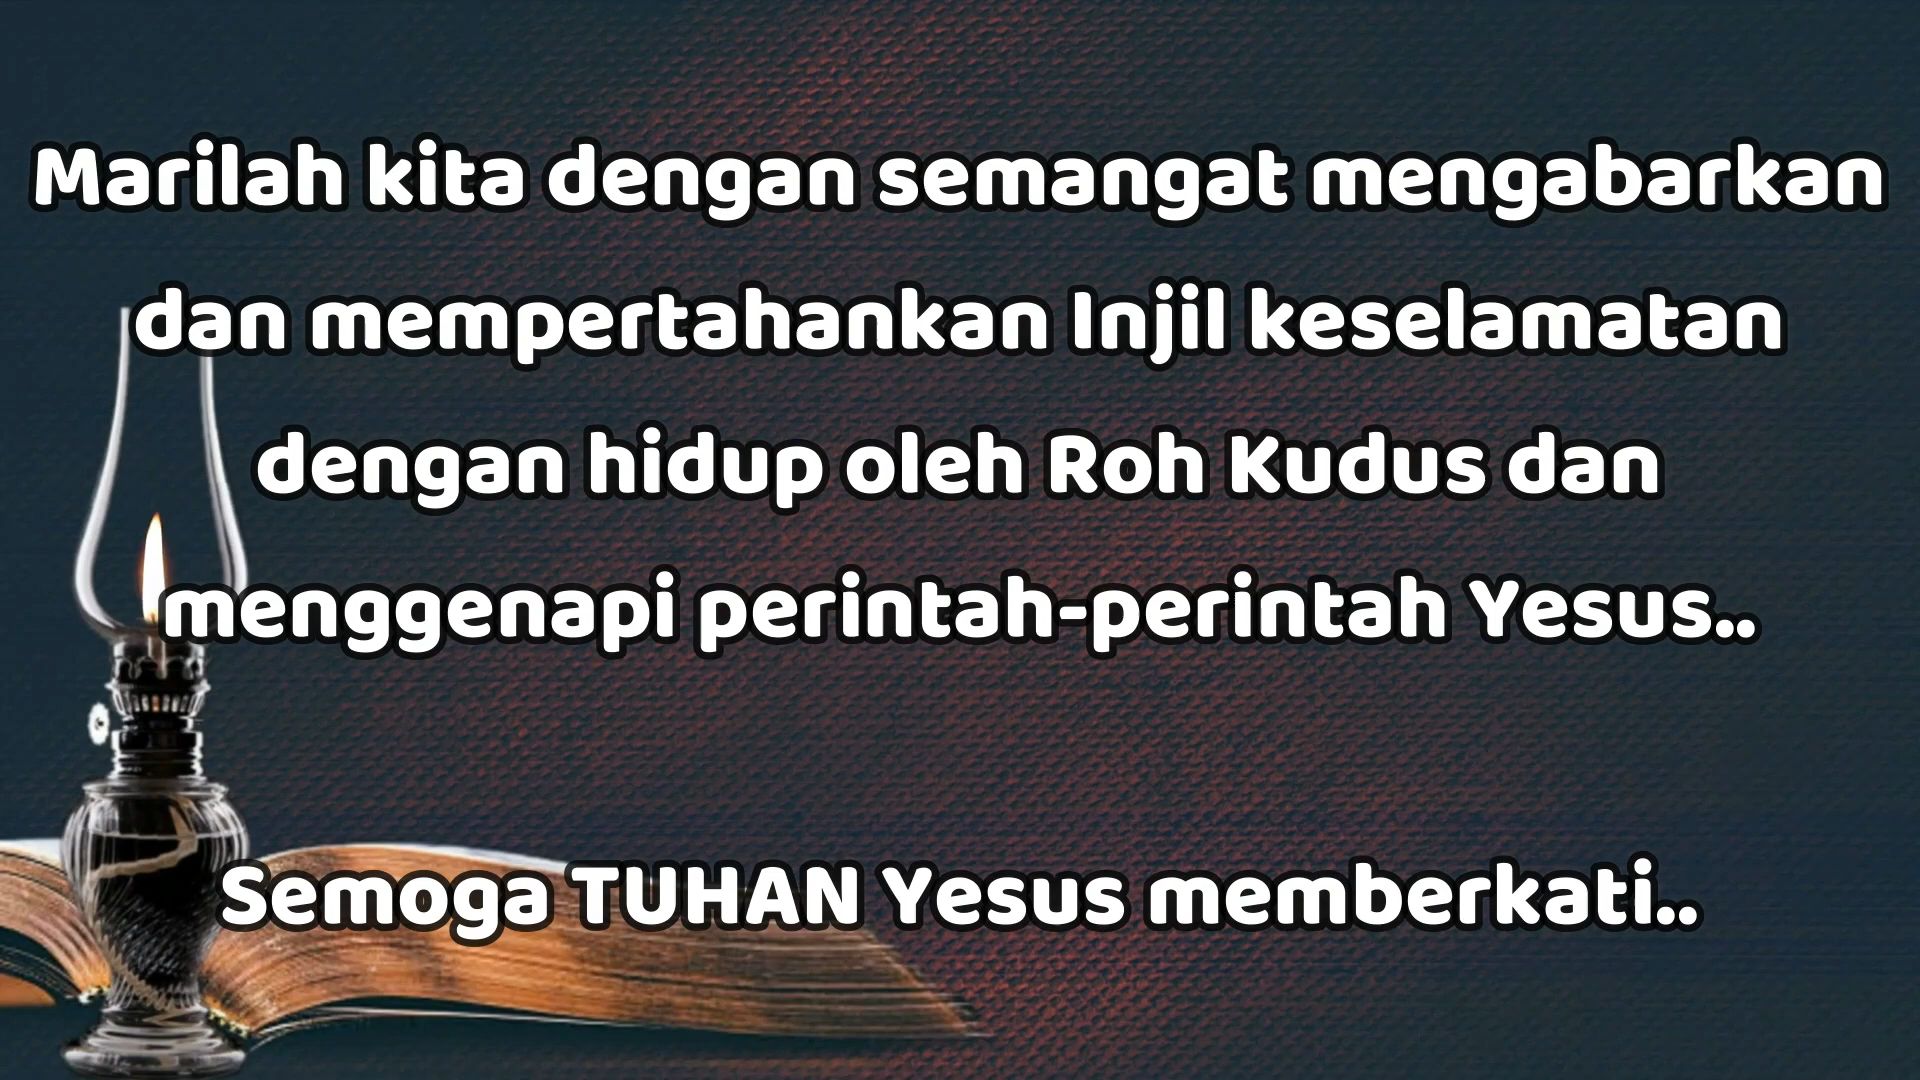 Marilah kita dengan semangat mengabarkan
dan mempertahankan Injil keselamatan
dengan hidup oleh Roh Kudus dan
menggenapi perintah-perintah Yesus..
Semoga TUHAN Yesus memberkati..